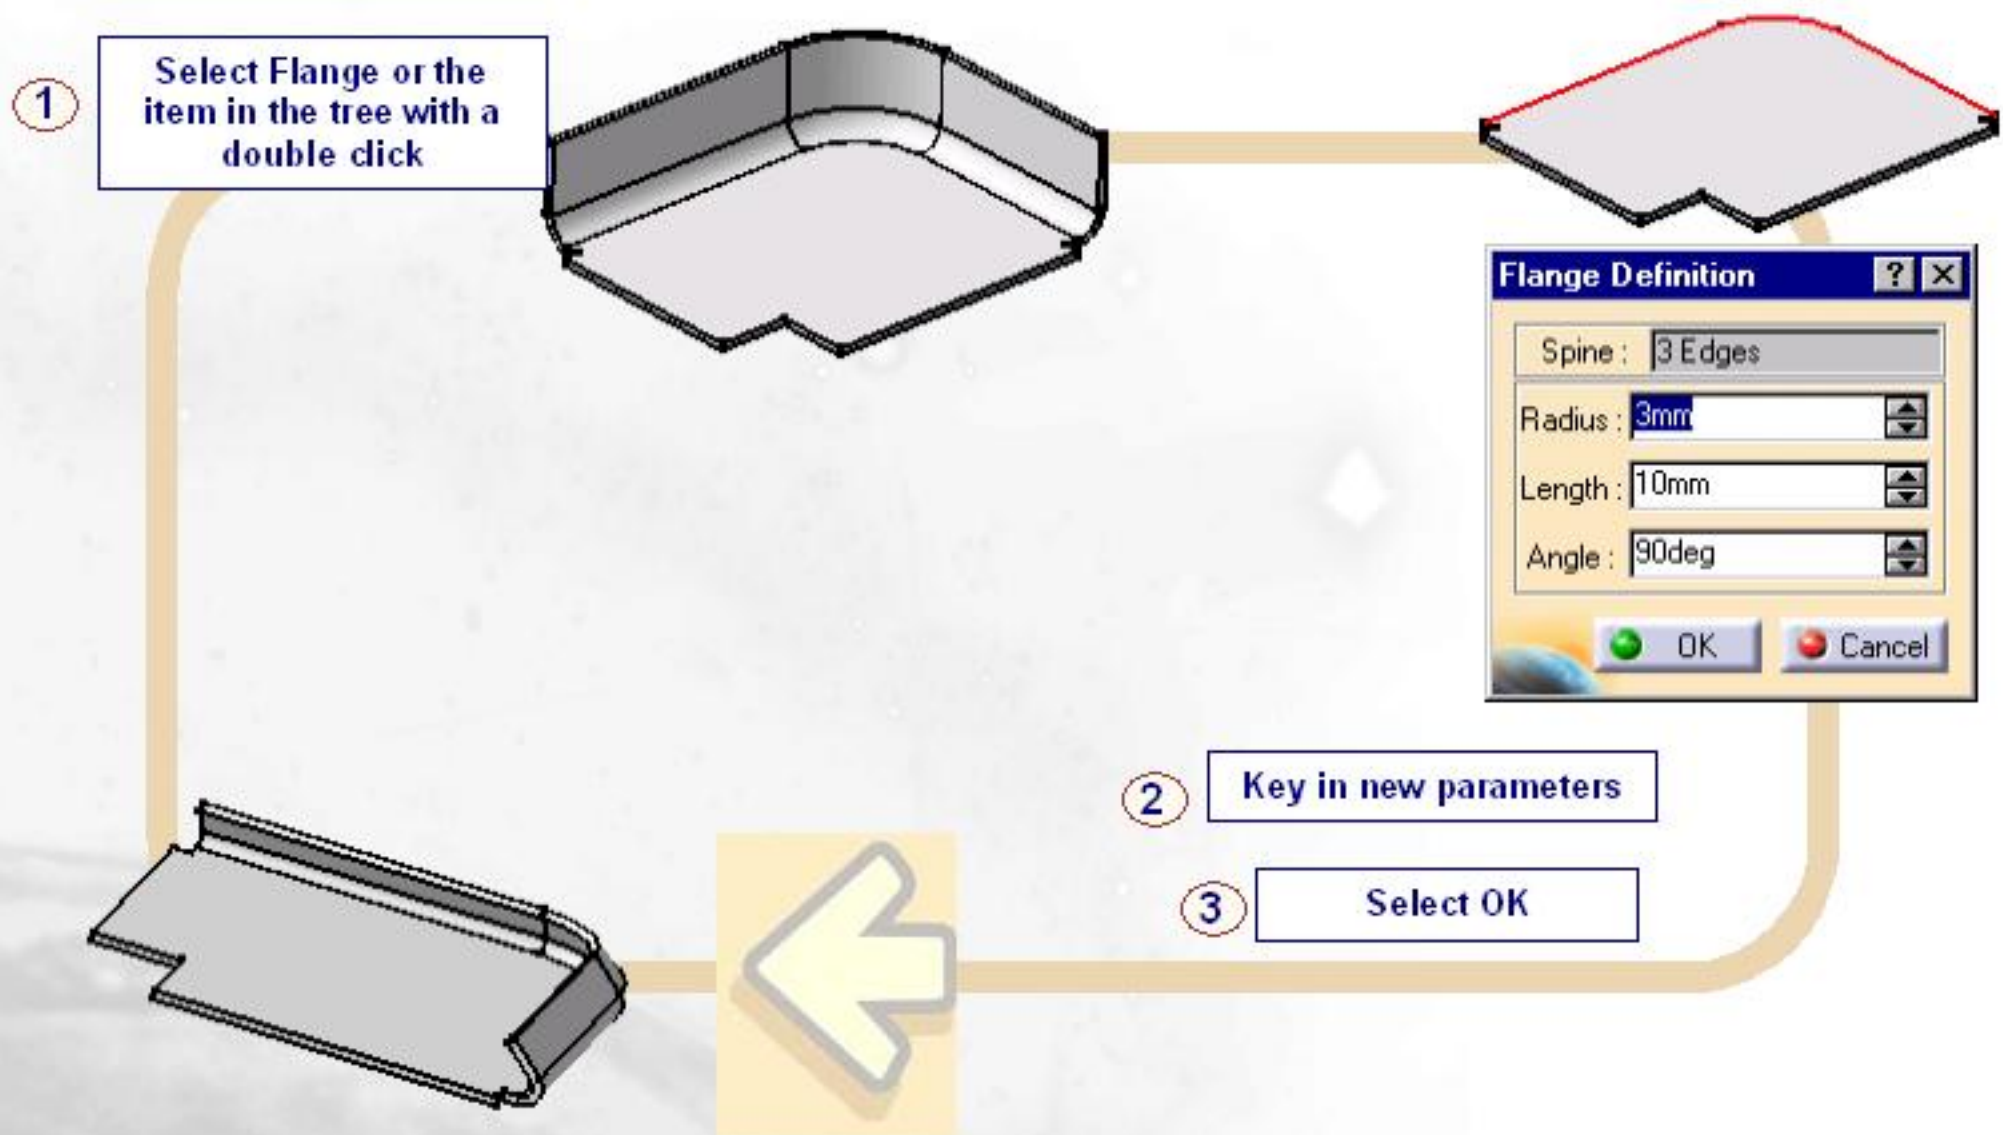 1
Select Flange or the
item in the tree with a
double click
Flange Definition ? X
Spine : 3 Edges
Radius : 3mm
Length : 10mm
Angle : 90deg
OK Cancel
2
Key in new parameters
3
Select OK